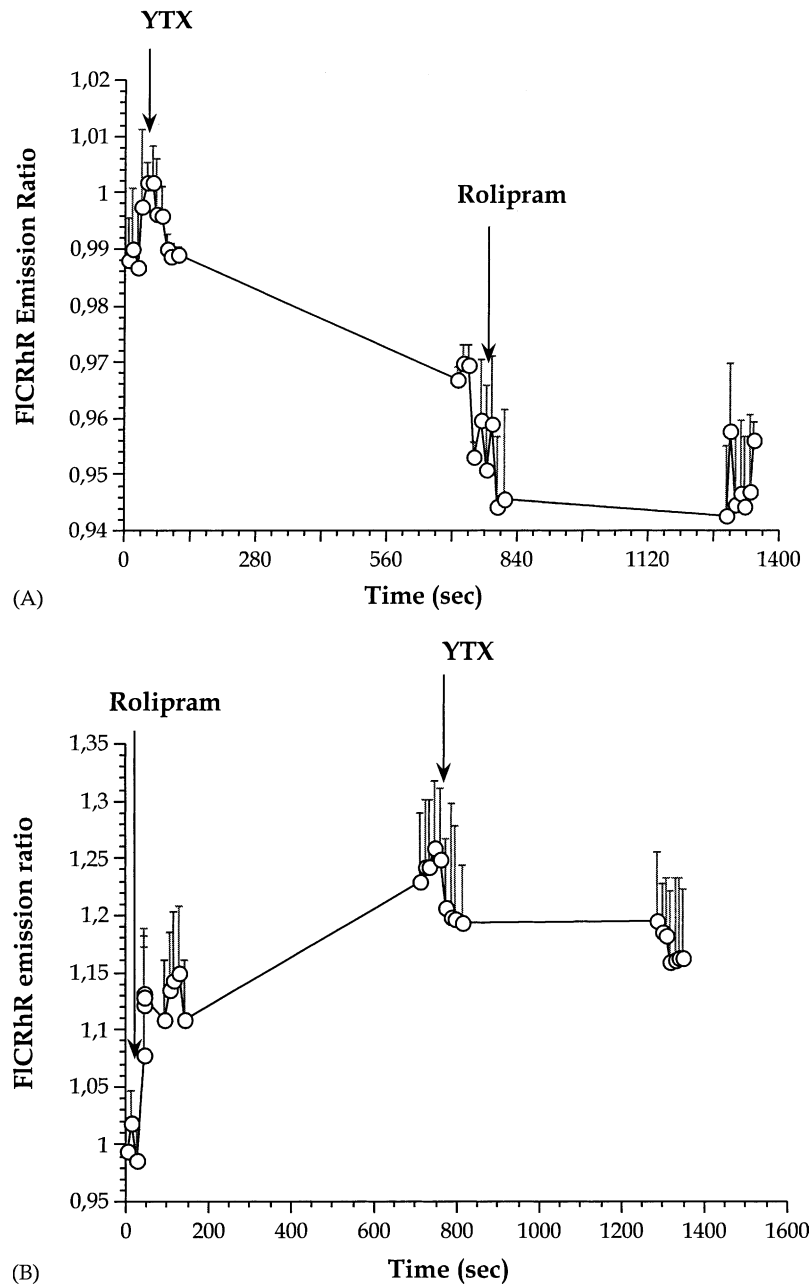 YTX
1,02
1,01
1
0,99
0,98
0,97
0,96
0,95
0,94
FlCRhR Emission Ratio
Rolipram
0 280 560 840 1120 1400
Time (sec)
(A)
YTX
Rolipram
1,35
1,3
1,25
1,2
1,15
1,1
1,05
1
0,95
FlCRhR emission ratio
0 200 400 600 800 1000 1200 1400 1600
Time (sec)
(B)